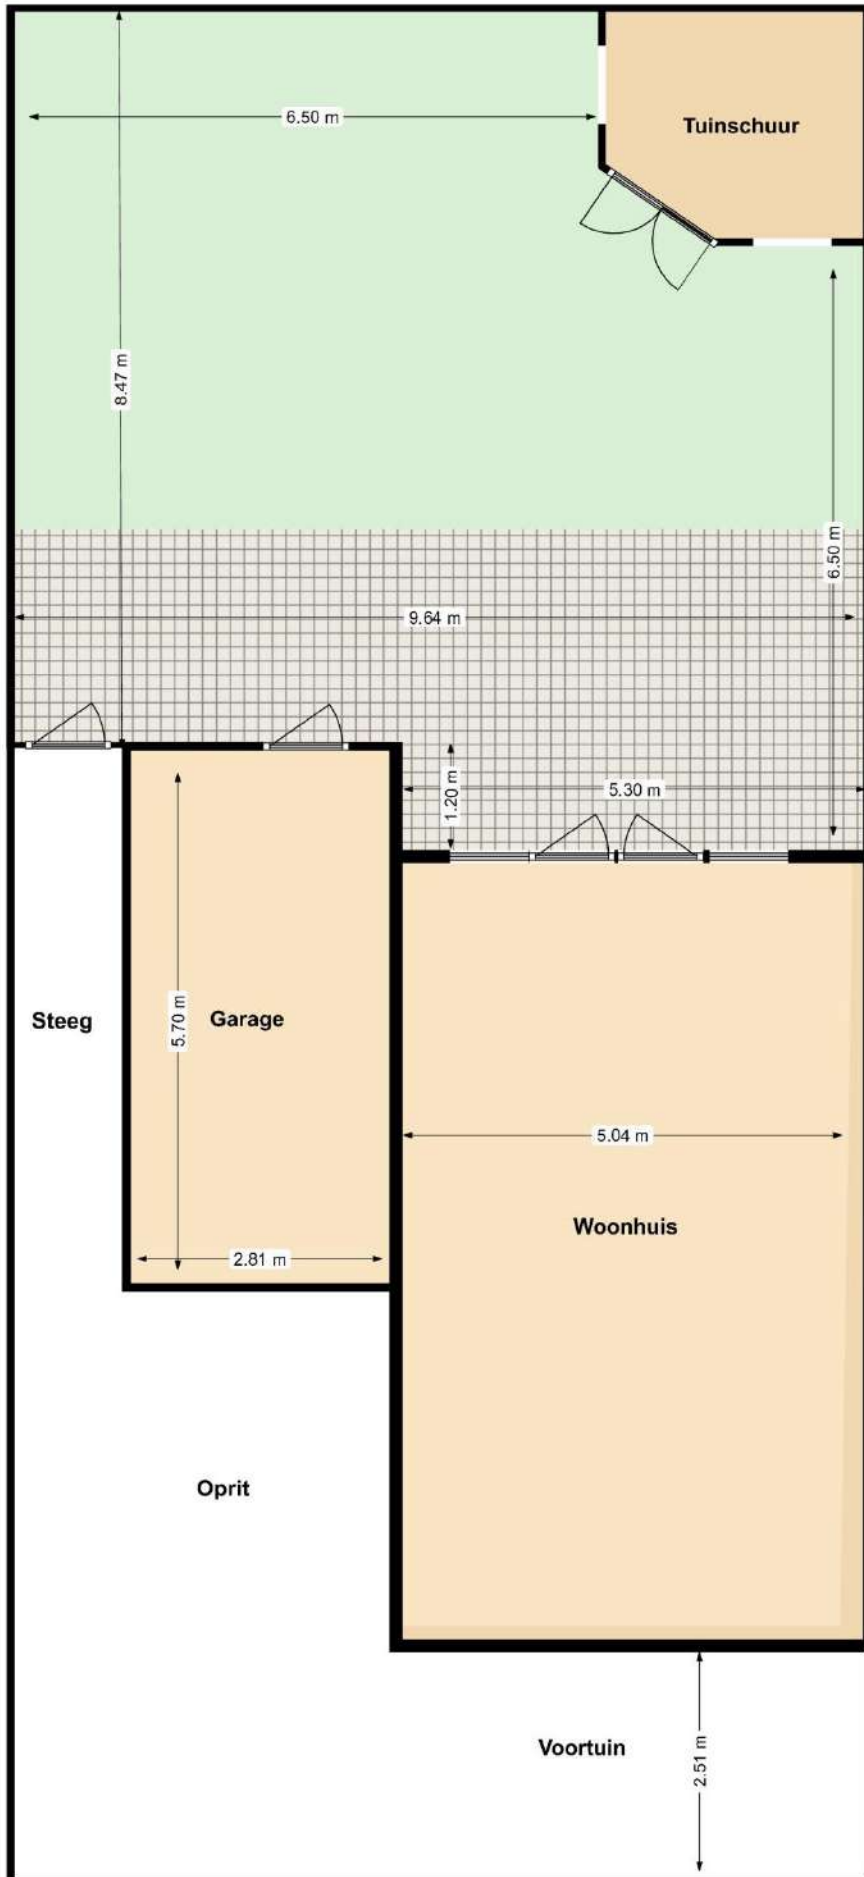 6.50 m
Tuinschuur
8.47 m
6.50 m
9.64 m
1.20 m
5.30 m
Steeg
5.70 m
Garage
5.04 m
Woonhuis
2.81 m
Oprit
Voortuin
2.51 m